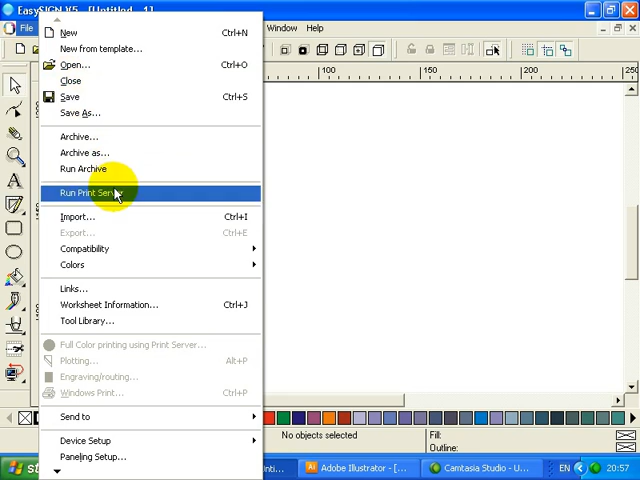 EasySIGN V5 - [Untitled - 1]
File
Window Help
New Ctrl+N
New from template...
Open... Ctrl+O
Close
Save Ctrl+S
Save As...
Archive...
Archive as...
Run Archive
Run Print Server
Import... Ctrl+I
Export... Ctrl+E
Compatibility
Colors
Links...
Worksheet Information... Ctrl+J
Tool Library...
Full Color printing using Print Server...
Plotting... Alt+P
Engraving/routing...
Windows Print... Ctrl+P
Send to
Device Setup
Paneling Setup...
100 150 200 250
No objects selected
Fill:
Outline:
Adobe Illustrator - [...
Camtasia Studio - U...
EN
20:57